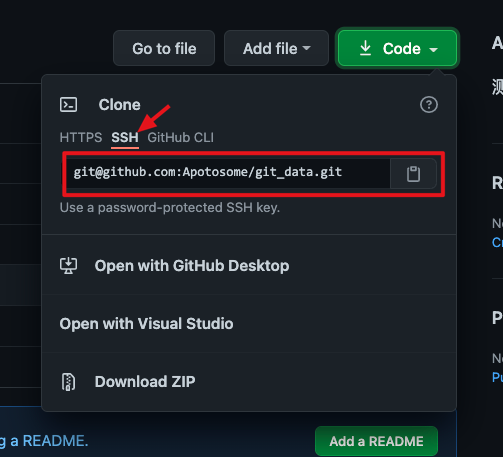 A
Go to file
Add file
Code
测
Clone
HTTPS
SSH
GitHub CLI
git@github.com:Apotosome/git_data.git
R
Use a password-protected SSH key.
No
Cr
Open with GitHub Desktop
Open with Visual Studio
P
No
Download ZIP
Pu
g a README.
Add a README